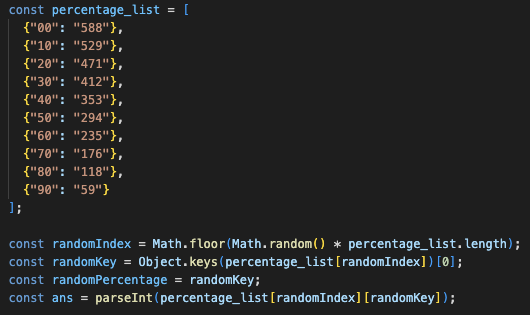 const percentage_list = [
{"00": "588"},
{"10": "529"},
{"20": "471"},
{"30": "412"},
{"40": "353"},
{"50": "294"},
{"60": "235"},
{"70": "176"},
{"80": "118"},
{"90": "59"}
];
const randomIndex = Math.floor(Math.random() * percentage_list.length);
const randomKey = Object.keys(percentage_list[randomIndex])[0];
const randomPercentage = randomKey;
const ans = parseInt(percentage_list[randomIndex][randomKey]);